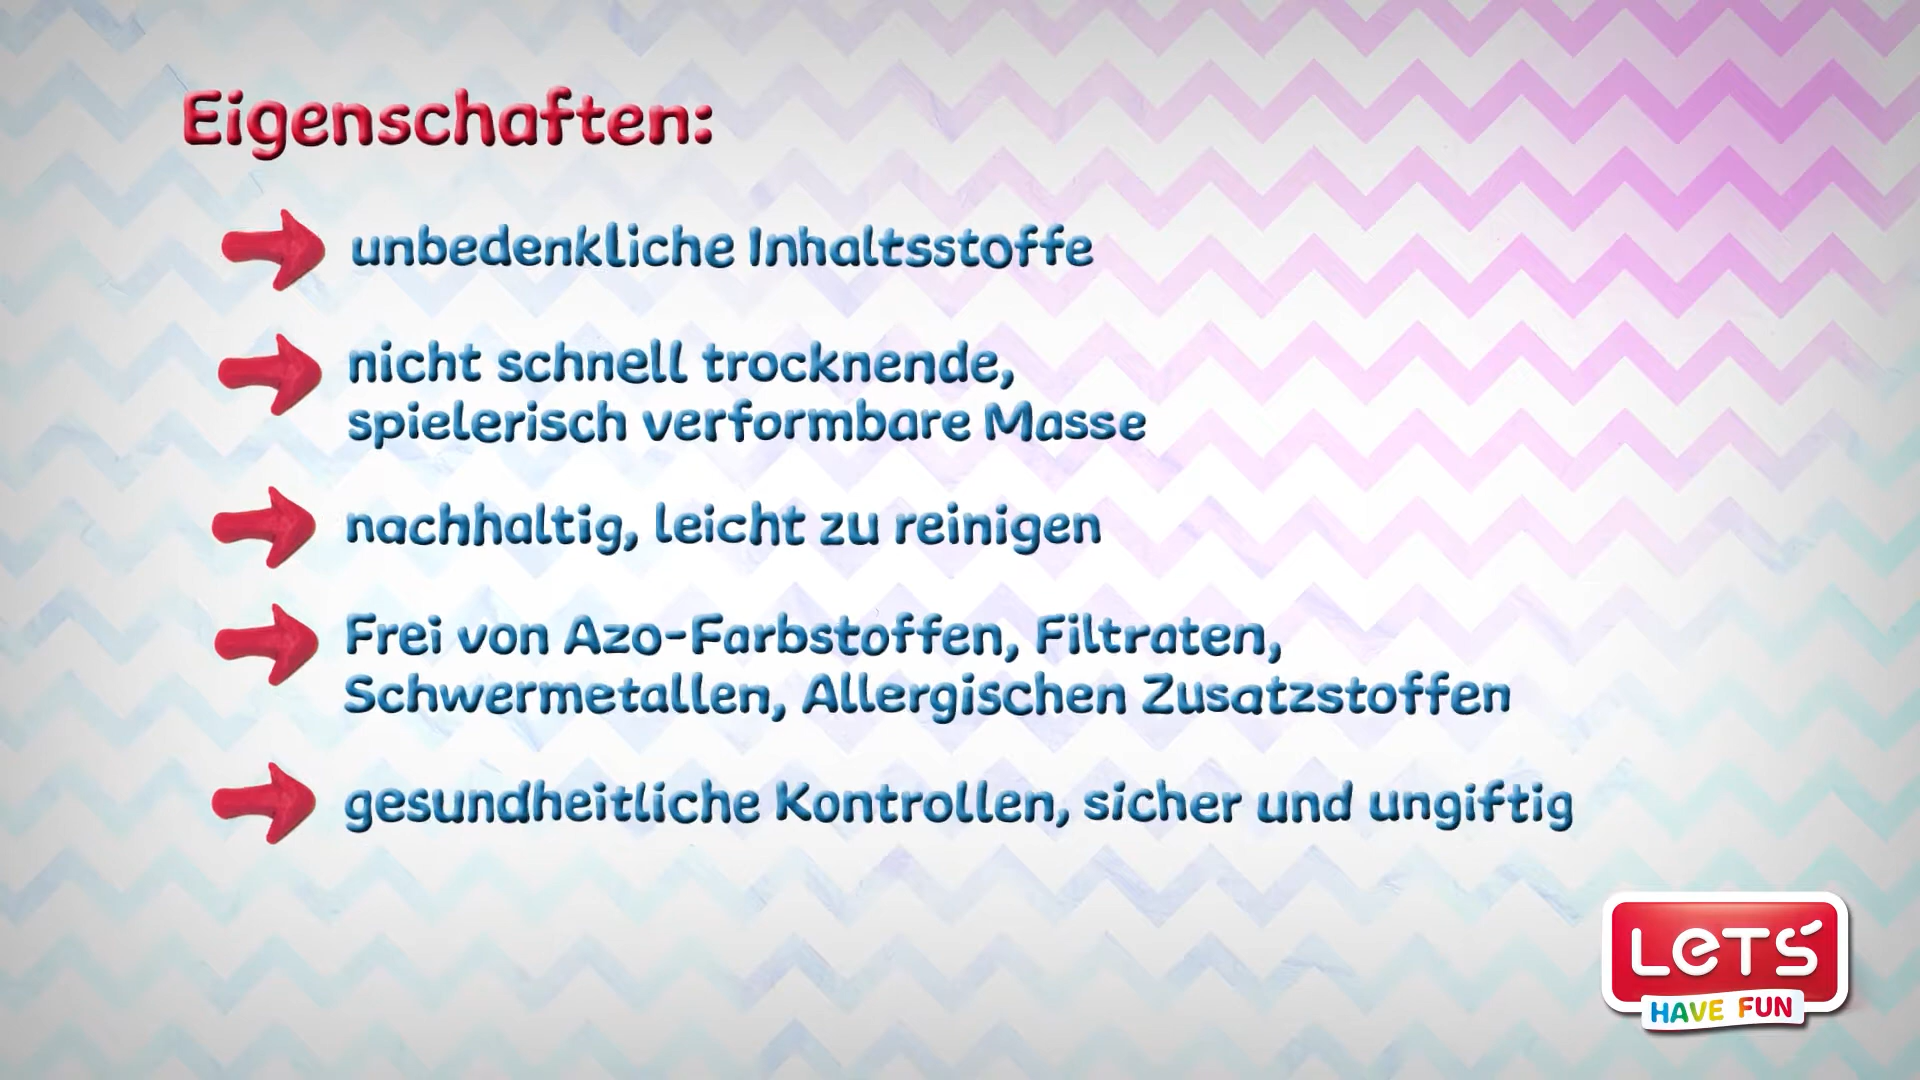 Eigenschaften:
unbedenkliche Inhaltsstoffe
nicht schnell trocknende,
spielerisch verformbare Masse
nachhaltig, leicht zu reinigen
Frei von Azo-Farbstoffen, Filtraten,
Schwermetallen, Allergischen Zusatzstoffen
gesundheitliche Kontrollen, sicher und ungiftig
LeTS'
HAVE FUN